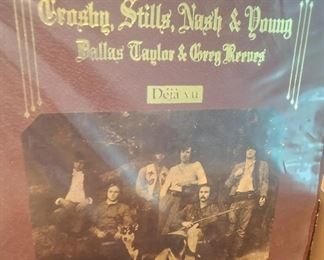 Crosby, Stills, Nash & Young
Dallas Taylor & Greg Reeves
Déjà vu